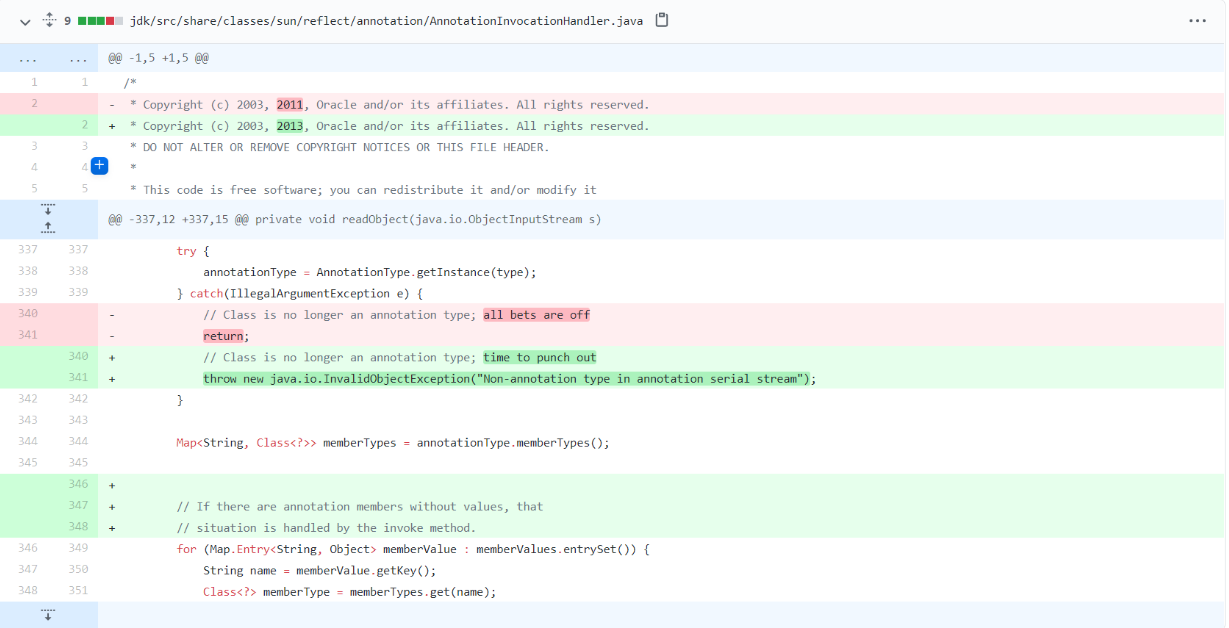 9 jdk/src/share/classes/sun/reflect/annotation/AnnotationInvocationHandler.java
... ... @@ -1,5 +1,5 @@
1 1 /*
2 - * Copyright (c) 2003, 2011, Oracle and/or its affiliates. All rights reserved.
2 + * Copyright (c) 2003, 2013, Oracle and/or its affiliates. All rights reserved.
3 3 * DO NOT ALTER OR REMOVE COPYRIGHT NOTICES OR THIS FILE HEADER.
4 4 *
5 5 * This code is free software; you can redistribute it and/or modify it
@@ -337,12 +337,15 @@ private void readObject(java.io.ObjectInputStream s)
337 337 try {
338 338 annotationType = AnnotationType.getInstance(type);
339 339 } catch(IllegalArgumentException e) {
340 - // Class is no longer an annotation type; all bets are off
341 - return;
340 + // Class is no longer an annotation type; time to punch out
341 + throw new java.io.InvalidObjectException("Non-annotation type in annotation serial stream");
342 342 }
343 343
344 344 Map<String, Class<?>> memberTypes = annotationType.memberTypes();
345 345
346 +
347 + // If there are annotation members without values, that
348 + // situation is handled by the invoke method.
346 349 for (Map.Entry<String, Object> memberValue : memberValues.entrySet()) {
347 350 String name = memberValue.getKey();
348 351 Class<?> memberType = memberTypes.get(name);